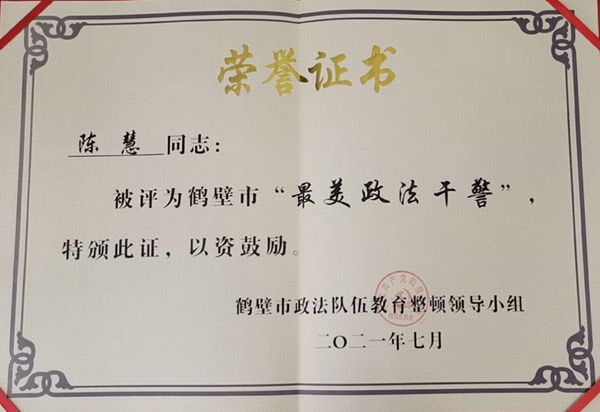 荣誉证书
陈慧同志：
被评为鹤壁市“最美政法干警”，
特颁此证，以资鼓励。
鹤壁市政法队伍教育整顿领导小组
二〇二一年七月